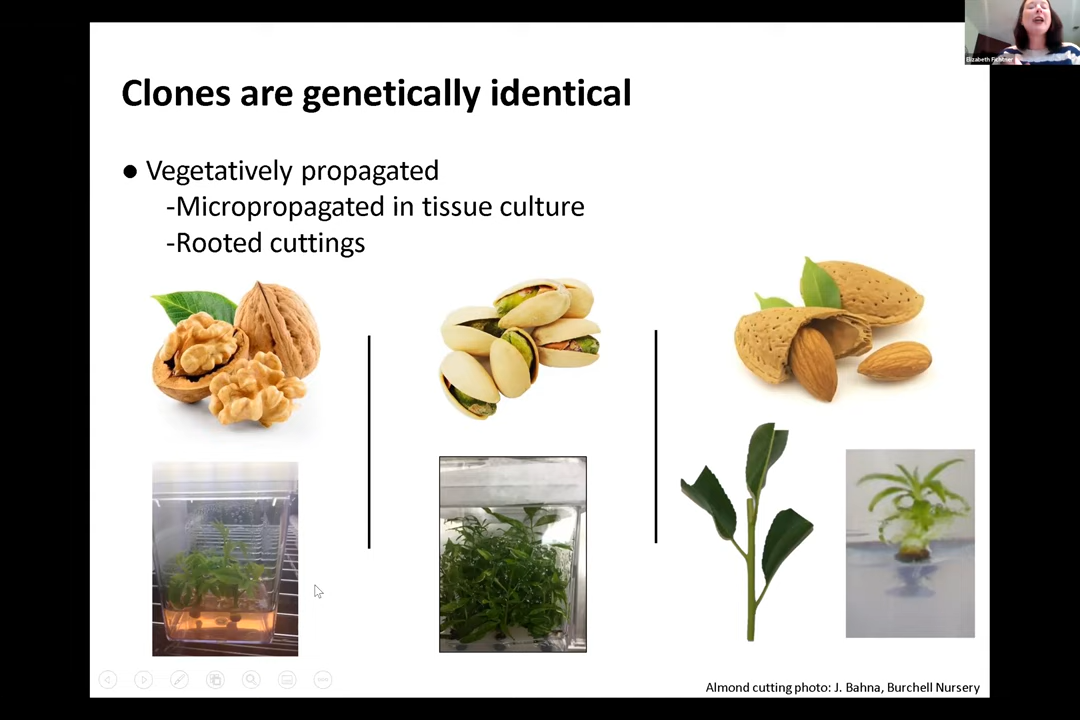 Elizabeth Fichtner
Clones are genetically identical
● Vegetatively propagated
-Micropropagated in tissue culture
-Rooted cuttings
Almond cutting photo: J. Bahna, Burchell Nursery